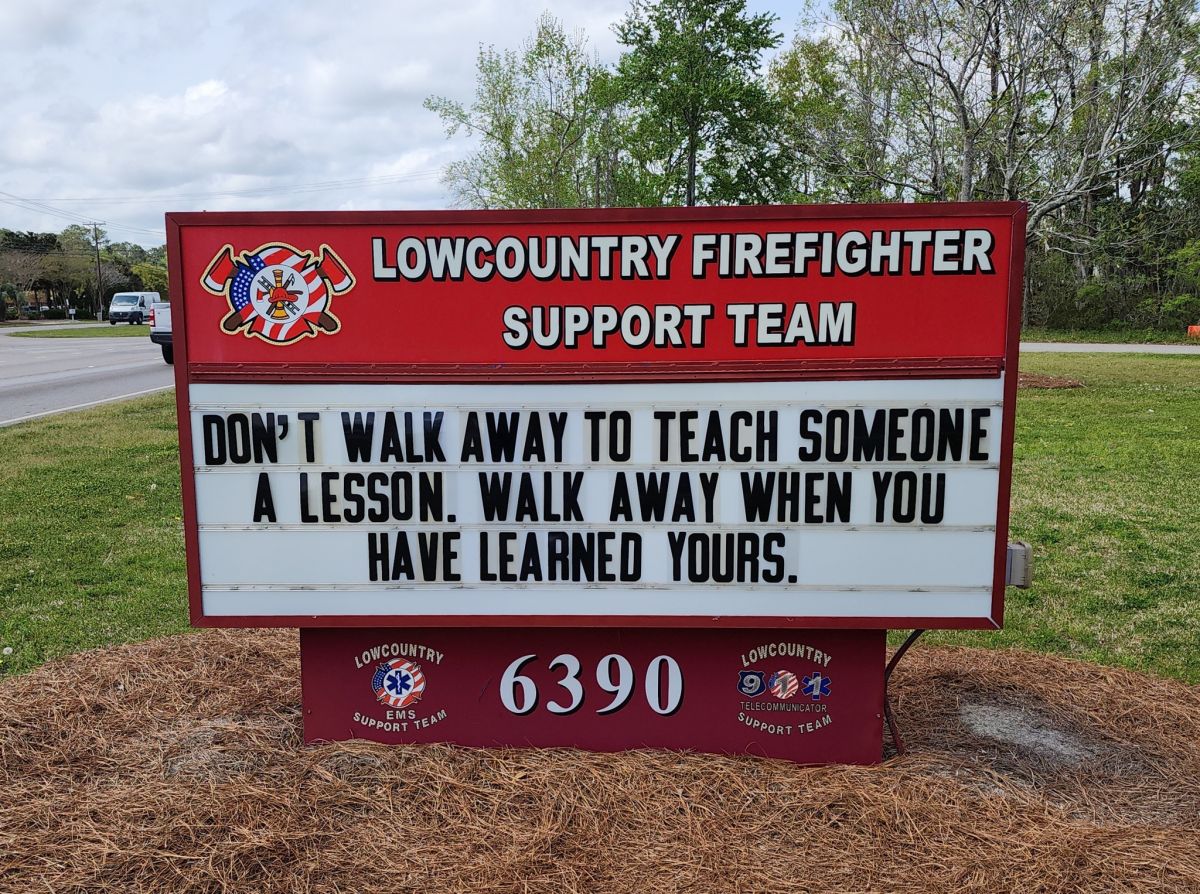 LOWCOUNTRY FIREFIGHTER
SUPPORT TEAM
DON'T WALK AWAY TO TEACH SOMEONE
A LESSON. WALK AWAY WHEN YOU
HAVE LEARNED YOURS.
LOWCOUNTRY
EMS
SUPPORT TEAM
6390
LOWCOUNTRY
911
TELECOMMUNICATOR
SUPPORT TEAM